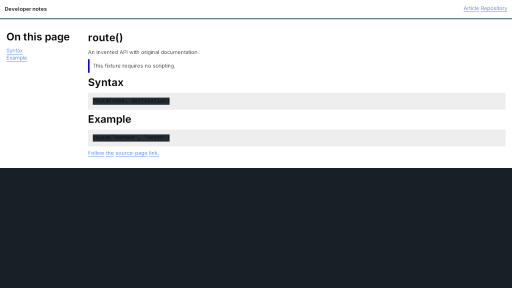 Developer notes
Article Repository
On this page
Syntax
Example
route()
An invented API with original documentation.
This fixture requires no scripting.
Syntax
Example
Follow the source-page link.